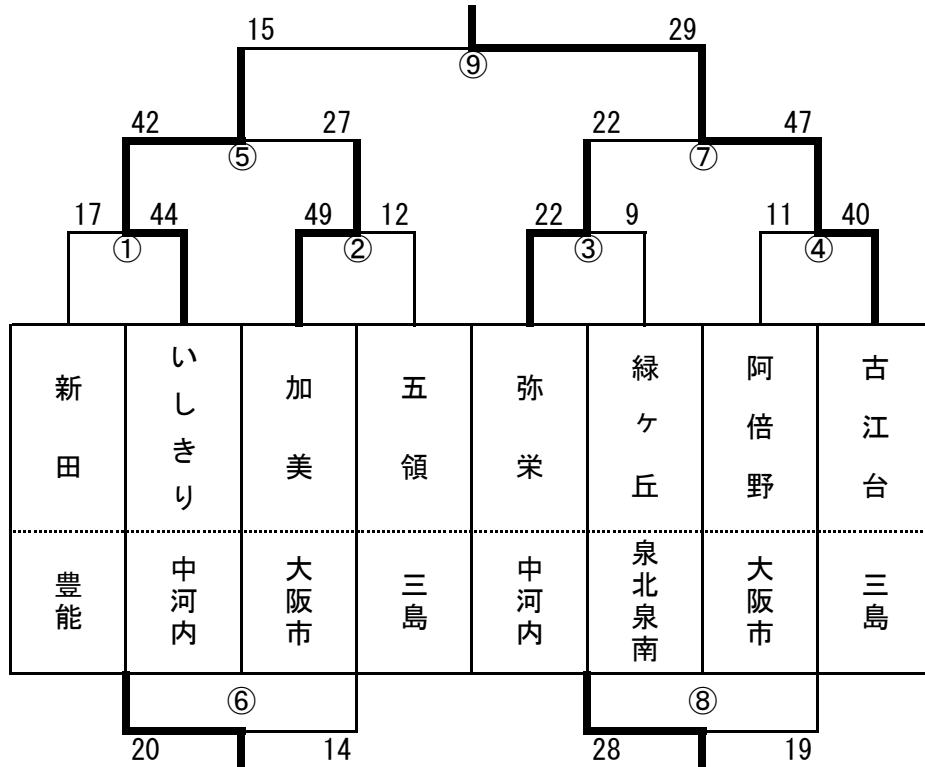 15 29
⑨
42 27 22 47
⑤ ⑦
17 44 49 12 22 9 11 40
① ② ③ ④
新田
いしきり
加美
五領
弥栄
緑ヶ丘
阿倍野
古江台
豊能
中河内
大阪市
三島
中河内
泉北泉南
大阪市
三島
⑥ ⑧
20 14 28 19